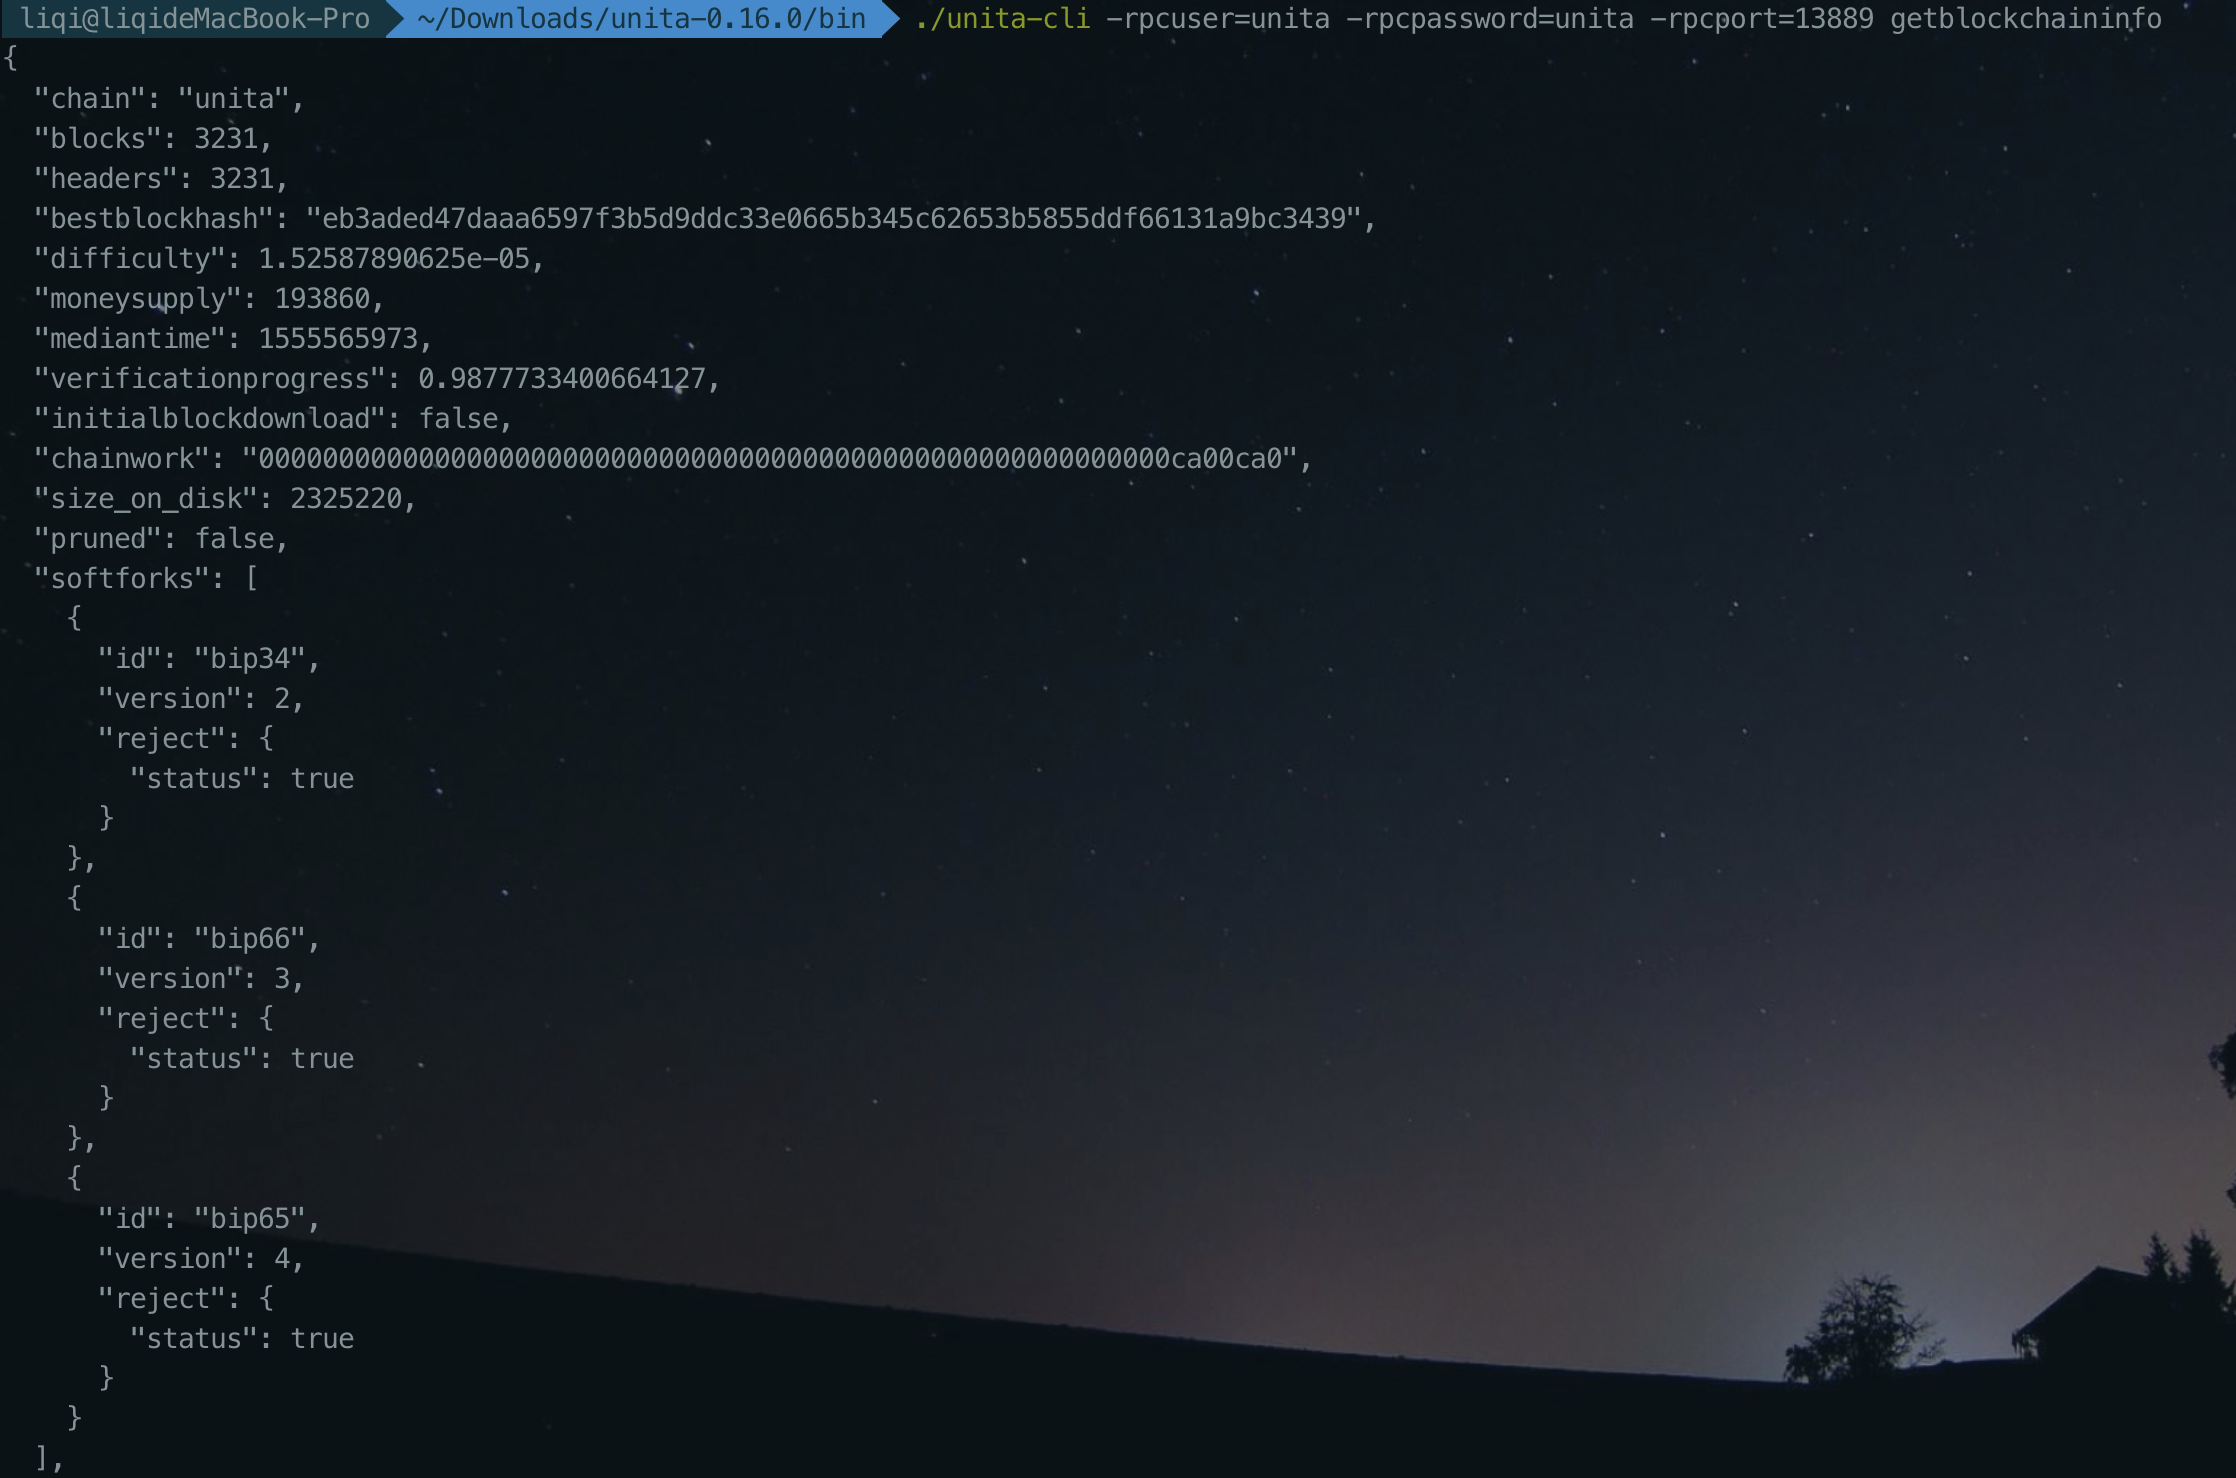 liqi@liqideMacBook-Pro ~/Downloads/unita-0.16.0/bin ./unita-cli -rpcuser=unita -rpcpassword=unita -rpcport=13889 getblockchaininfo
{
  "chain": "unita",
  "blocks": 3231,
  "headers": 3231,
  "bestblockhash": "eb3aded47daaa6597f3b5d9ddc33e0665b345c62653b5855ddf66131a9bc3439",
  "difficulty": 1.52587890625e-05,
  "moneysupply": 193860,
  "mediantime": 1555565973,
  "verificationprogress": 0.9877733400664127,
  "initialblockdownload": false,
  "chainwork": "000000000000000000000000000000000000000000000000000000000ca00ca0",
  "size_on_disk": 2325220,
  "pruned": false,
  "softforks": [
    {
      "id": "bip34",
      "version": 2,
      "reject": {
        "status": true
      }
    },
    {
      "id": "bip66",
      "version": 3,
      "reject": {
        "status": true
      }
    },
    {
      "id": "bip65",
      "version": 4,
      "reject": {
        "status": true
      }
    }
  ],